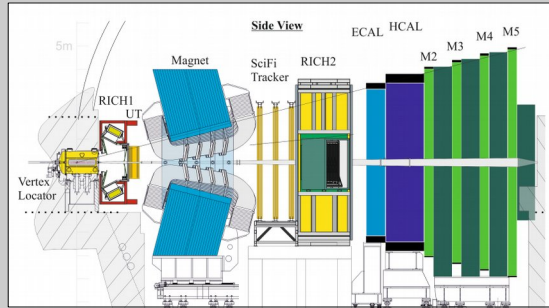 Side View
5m
ECAL
HCAL
M2
M3
M4
M5
Magnet
SciFi
Tracker
RICH2
RICH1
UT
Vertex
Locator